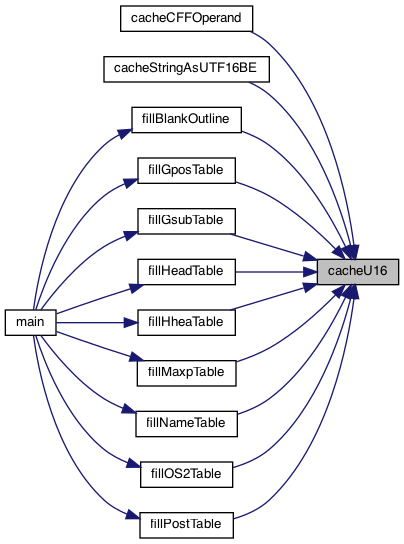 cacheCFFOperand
cacheStringAsUTF16BE
fillBlankOutline
fillGposTable
fillGsubTable
fillHeadTable
cacheU16
main
fillHheaTable
fillMaxpTable
fillNameTable
fillOS2Table
fillPostTable